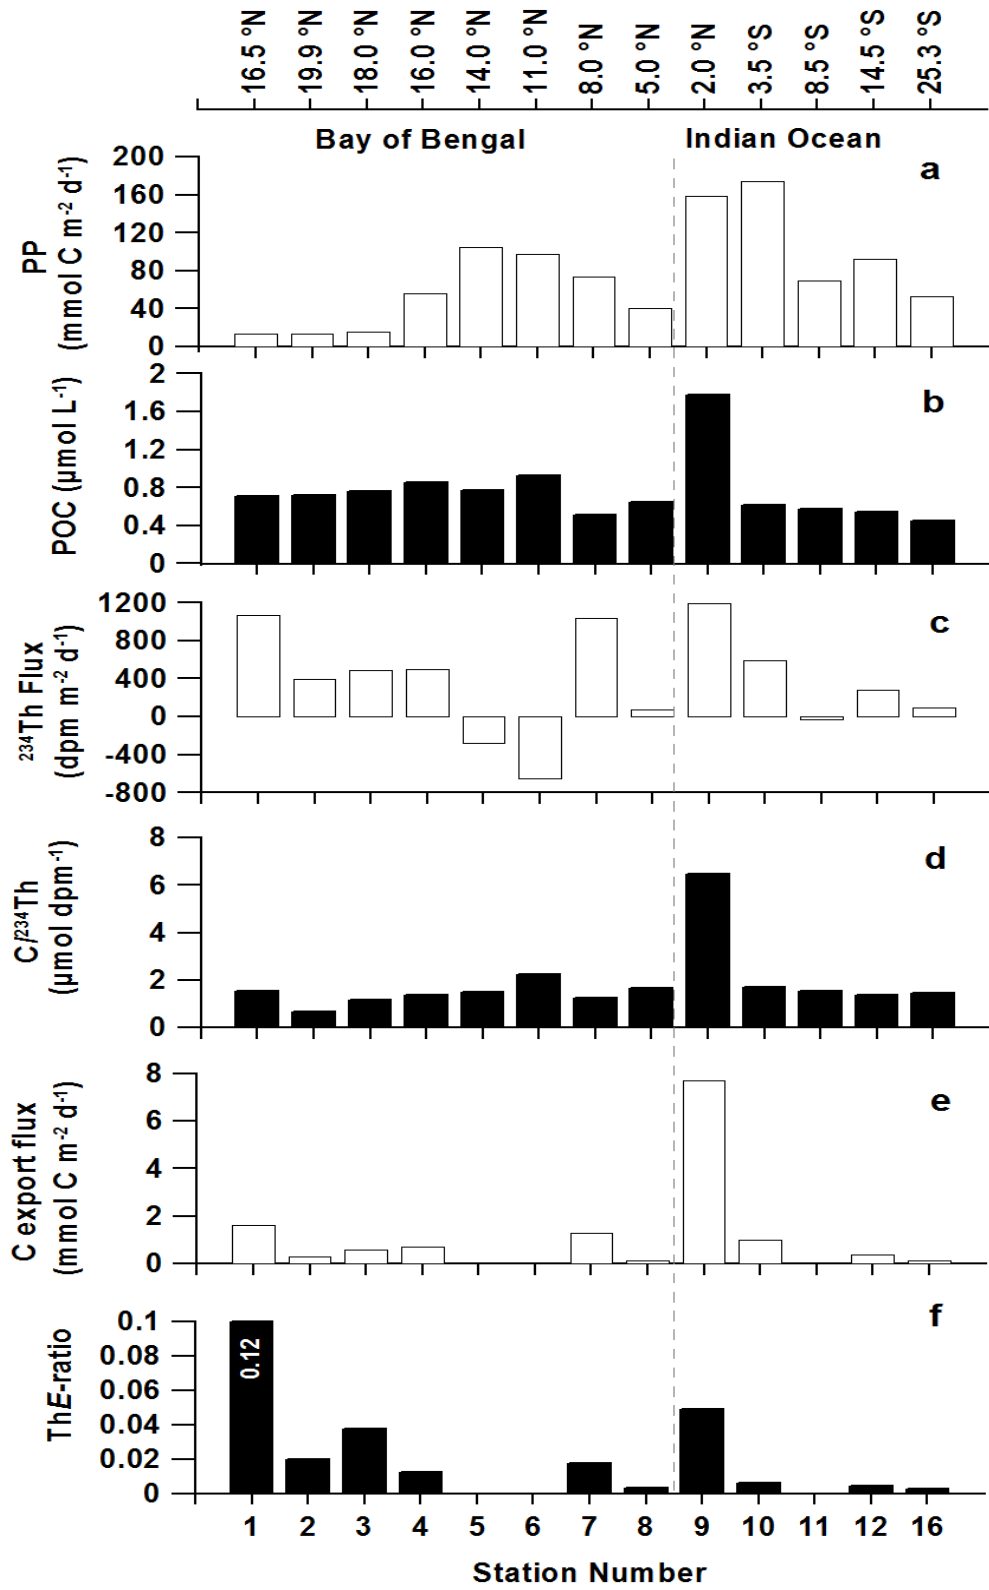 16.5 °N 19.9 °N 18.0 °N 16.0 °N 14.0 °N 11.0 °N 8.0 °N 5.0 °N 2.0 °N 3.5 °S 8.5 °S 14.5 °S 25.3 °S
Bay of Bengal Indian Ocean
a
PP
(mmol C m⁻² d⁻¹)
200
160
120
80
40
0
b
POC (µmol L⁻¹)
2
1.6
1.2
0.8
0.4
0
c
²³⁴Th Flux
(dpm m⁻² d⁻¹)
1200
800
400
0
-400
-800
d
C/²³⁴Th
(µmol dpm⁻¹)
8
6
4
2
0
e
C export flux
(mmol C m⁻² d⁻¹)
8
6
4
2
0
f
ThE-ratio
0.1
0.08
0.06
0.04
0.02
0
0.12
1 2 3 4 5 6 7 8 9 10 11 12 16
Station Number